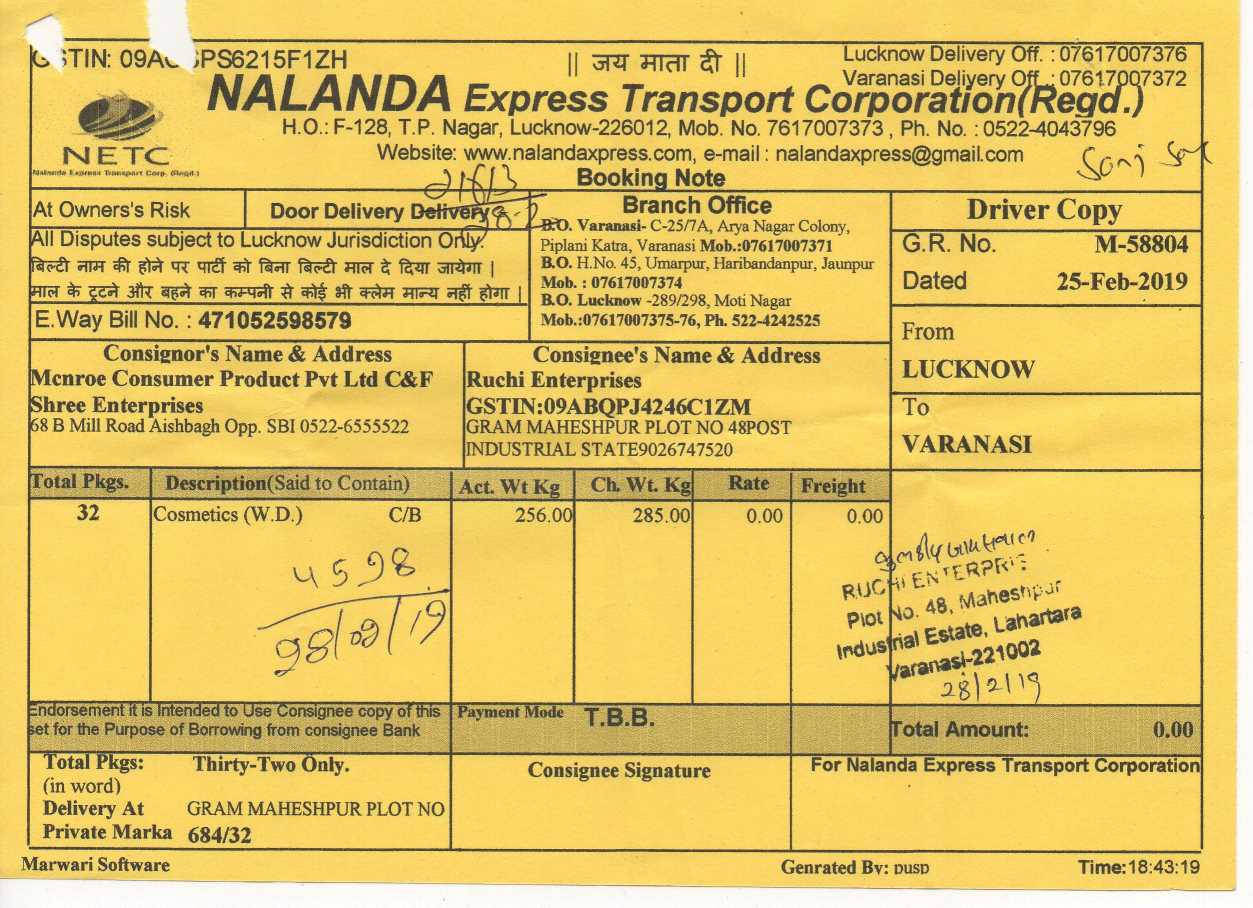 GSTIN: 09A PS6215F1ZH
|| जय माता दी ||
Lucknow Delivery Off. : 07617007376
Varanasi Delivery Off. : 07617007372
NALANDA Express Transport Corporation(Regd.)
H.O.: F-128, T.P. Nagar, Lucknow-226012, Mob. No. 7617007373 , Ph. No. : 0522-4043796
NETC
Nalanda Express Transport Corp. (Regd.)
Website: www.nalandaxpress.com, e-mail : nalandaxpress@gmail.com
Booking Note
At Owners's Risk
Door Delivery Delivery
All Disputes subject to Lucknow Jurisdiction Only.
बिल्टी नाम की होने पर पार्टी को बिना बिल्टी माल दे दिया जायेगा |
माल के टूटने और बहने का कम्पनी से कोई भी क्लेम मान्य नहीं होगा |
E.Way Bill No. : 471052598579
Branch Office
B.O. Varanasi- C-25/7A, Arya Nagar Colony,
Piplani Katra, Varanasi Mob.:07617007371
B.O. H.No. 45, Umarpur, Haribandanpur, Jaunpur
Mob. : 07617007374
B.O. Lucknow -289/298, Moti Nagar
Mob.:07617007375-76, Ph. 522-4242525
Driver Copy
G.R. No. M-58804
Dated 25-Feb-2019
From
LUCKNOW
To
VARANASI
Consignor's Name & Address
Mcnroe Consumer Product Pvt Ltd C&F
Shree Enterprises
68 B Mill Road Aishbagh Opp. SBI 0522-6555522
Consignee's Name & Address
Ruchi Enterprises
GSTIN:09ABQPJ4246C1ZM
GRAM MAHESHPUR PLOT NO 48POST
INDUSTRIAL STATE9026747520
Total Pkgs. Description(Said to Contain) Act. Wt Kg Ch. Wt. Kg Rate Freight
32 Cosmetics (W.D.) C/B 256.00 285.00 0.00 0.00
4598
28/02/19
RUCHI ENTERPRIS
Plot No. 48, Maheshpur
Industrial Estate, Lahartara
Varanasi-221002
28/2/19
Endorsement it is Intended to Use Consignee copy of this
set for the Purpose of Borrowing from consignee Bank
Payment Mode T.B.B.
Total Amount: 0.00
Total Pkgs: Thirty-Two Only.
(in word)
Delivery At GRAM MAHESHPUR PLOT NO
Private Marka 684/32
Consignee Signature
For Nalanda Express Transport Corporation
Marwari Software
Genrated By: pusp
Time:18:43:19